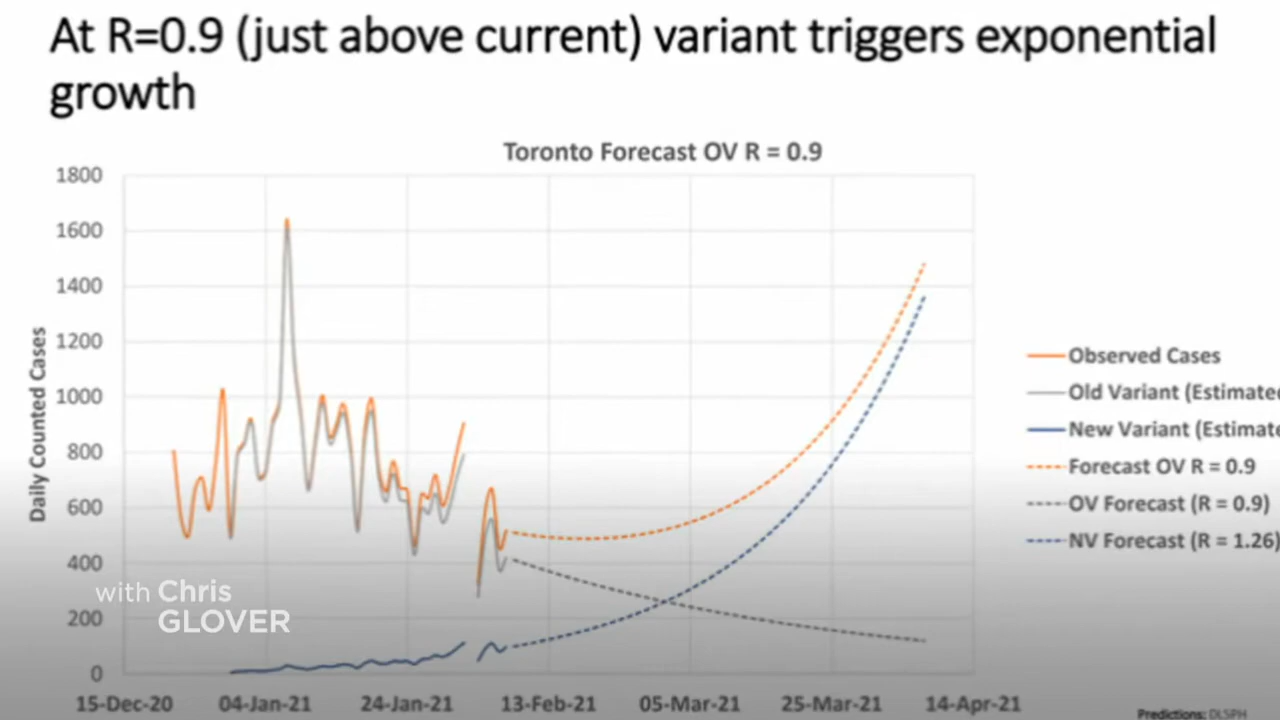 At R=0.9 (just above current) variant triggers exponential
growth
Toronto Forecast OV R = 0.9
1800
1600
1400
1200
1000
800
600
400
200
0
Daily Counted Cases
15-Dec-20 04-Jan-21 24-Jan-21 13-Feb-21 05-Mar-21 25-Mar-21 14-Apr-21
Observed Cases
Old Variant (Estimated
New Variant (Estimate
Forecast OV R = 0.9
OV Forecast (R = 0.9)
NV Forecast (R = 1.26)
with Chris
GLOVER
Predictions: DLSPH